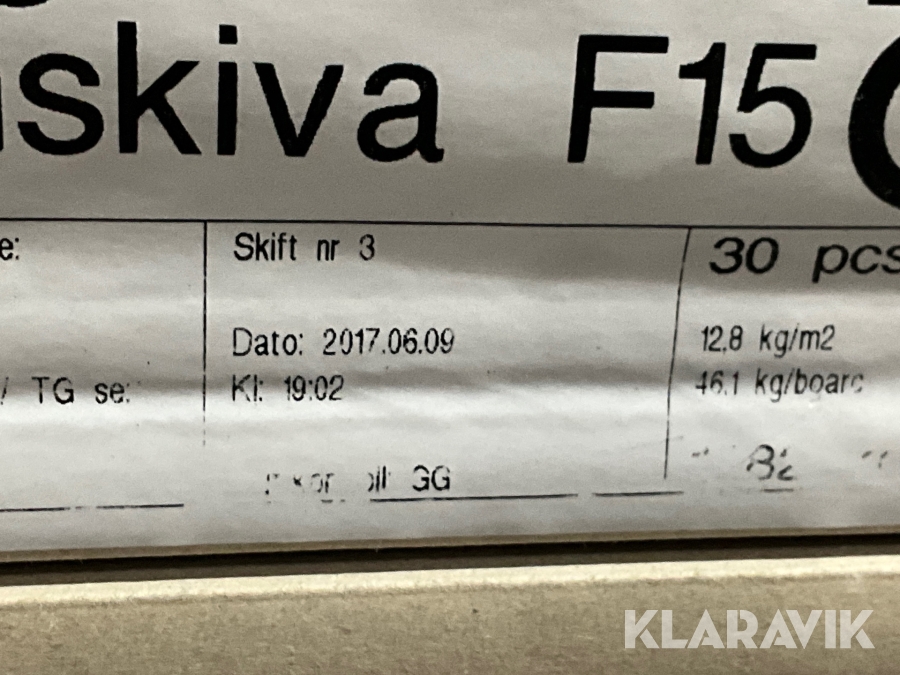 skiva F15
e:
Skift nr 3
30 pcs
Dato: 2017.06.09
12,8 kg/m2
/ TG se:
Kl: 19:02
46,1 kg/board
GG
KLARAVIK